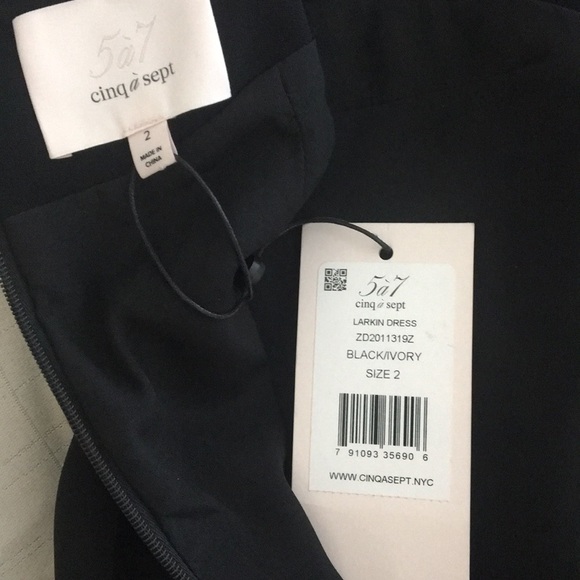 5à7
cinq à sept
2
MADE IN
CHINA
5à7
cinq à sept
LARKIN DRESS
ZD2011319Z
BLACK/IVORY
SIZE 2
7 91093 35690 6
WWW.CINQASEPT.NYC